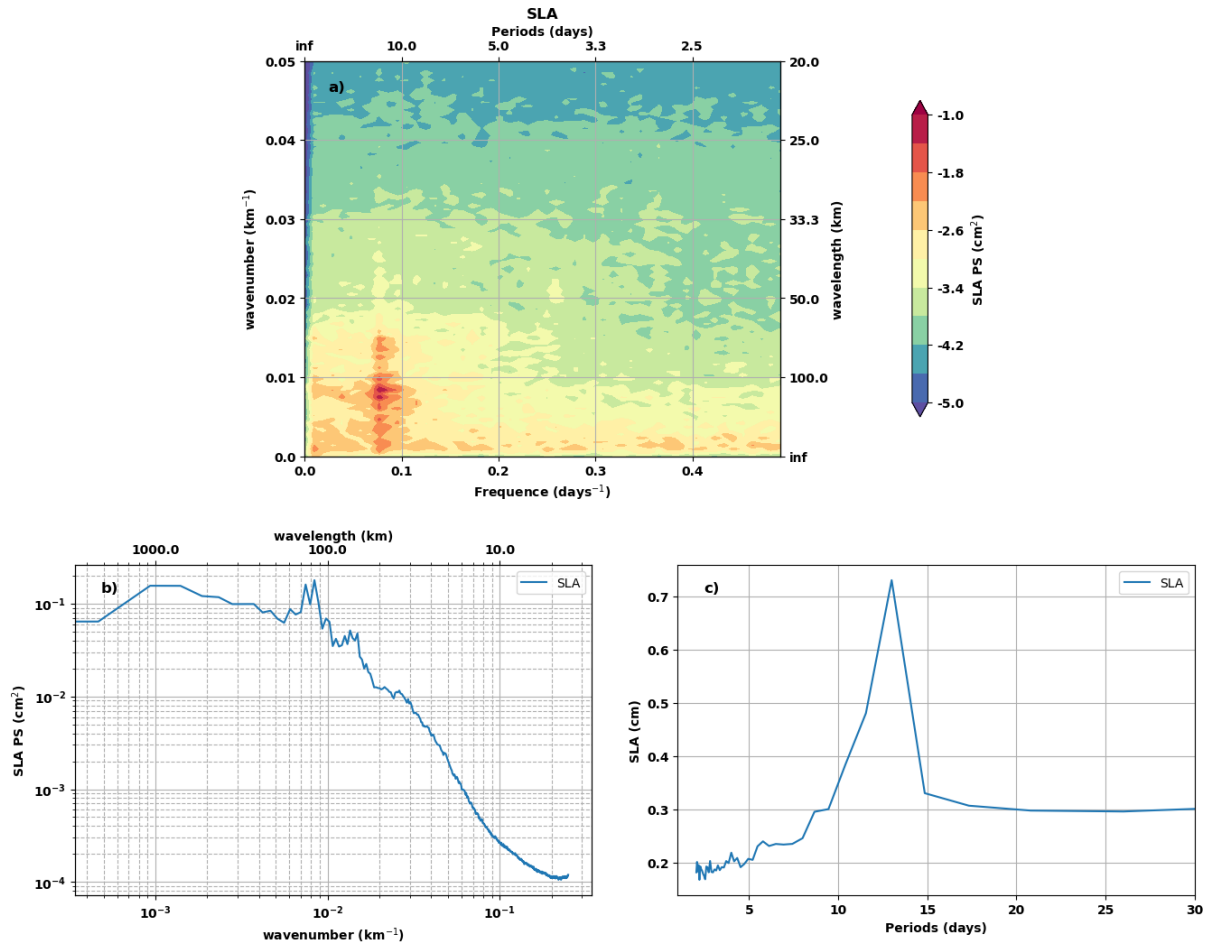 SLA
Periods (days)
inf 10.0 5.0 3.3 2.5
a)
0.05 0.04 0.03 0.02 0.01 0.0
wavenumber (km⁻¹)
20.0 25.0 33.3 50.0 100.0 inf
wavelength (km)
0.0 0.1 0.2 0.3 0.4
Frequence (days⁻¹)
-1.0 -1.8 -2.6 -3.4 -4.2 -5.0
SLA PS (cm²)
wavelength (km)
1000.0 100.0 10.0
b)
SLA
10⁻¹ 10⁻² 10⁻³ 10⁻⁴
SLA PS (cm²)
10⁻³ 10⁻² 10⁻¹
wavenumber (km⁻¹)
c)
SLA
0.7 0.6 0.5 0.4 0.3 0.2
SLA (cm)
5 10 15 20 25 30
Periods (days)